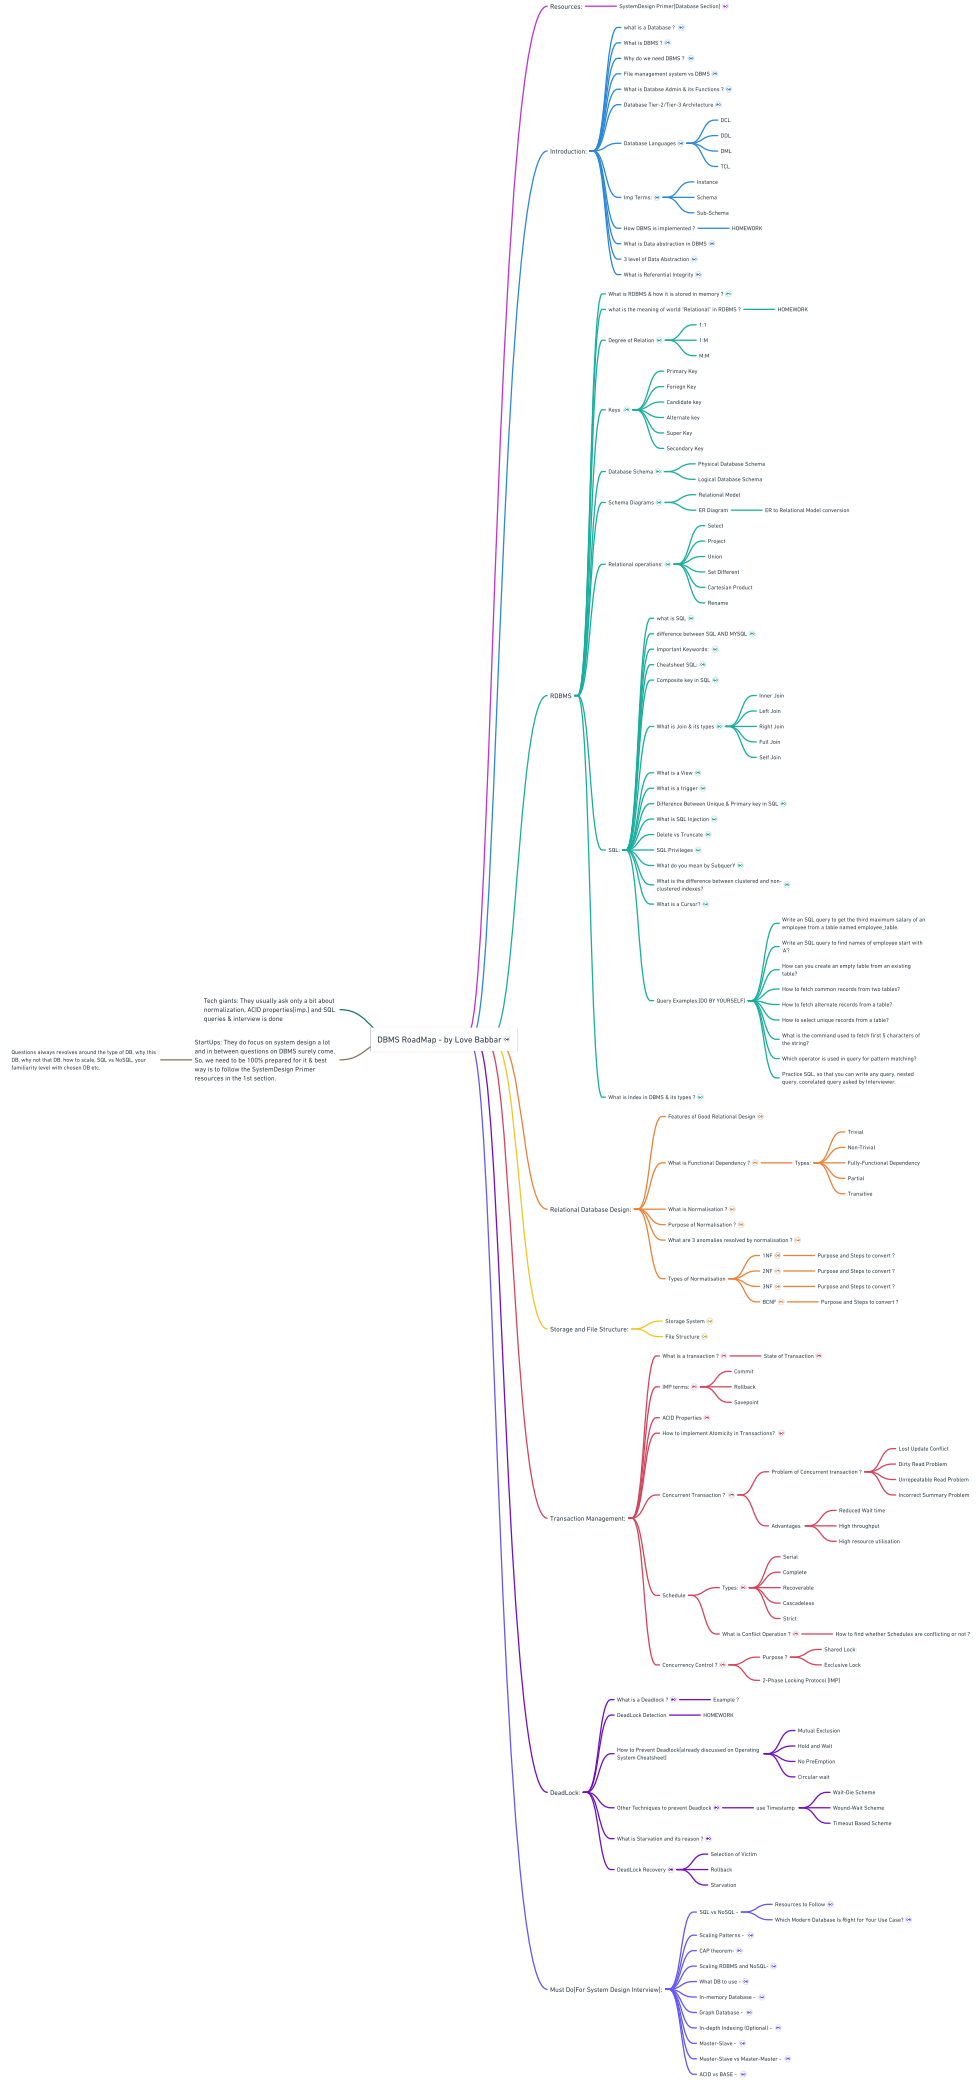 Resources:
SystemDesign Primer[Database Section]
Introduction:
what is a Database ?
What is DBMS ?
Why do we need DBMS ?
File management system vs DBMS
What is Databse Admin & its Functions ?
Database Tier-2/Tier-3 Architecture
Database Languages
DCL
DDL
DML
TCL
Imp Terms:
Instance
Schema
Sub-Schema
How DBMS is implemented ?
HOMEWORK
What is Data abstraction in DBMS
3 level of Data Abstraction
What is Referential Integrity
RDBMS
What is RDBMS & how it is stored in memory ?
what is the meaning of world "Relational" in RDBMS ?
HOMEWORK
Degree of Relation
1:1
1:M
M:M
Keys
Primary Key
Foriegn Key
Candidate key
Alternate key
Super Key
Secondary Key
Database Schema
Physical Database Schema
Logical Database Schema
Schema Diagrams
Relational Model
ER Diagram
ER to Relational Model conversion
Relational operations:
Select
Project
Union
Set Different
Cartesian Product
Rename
SQL:
what is SQL
difference between SQL AND MYSQL
Important Keywords:
Cheatsheet SQL:
Composite key in SQL
What is Join & its types
Inner Join
Left Join
Right Join
Full Join
Self Join
What is a View
What is a trigger
Difference Between Unique & Primary key in SQL
What is SQL Injection
Delete vs Truncate
SQL Privileges
What do you mean by SubquerY
What is the difference between clustered and non-
clustered indexes?
What is a Cursor?
Query Examples:[DO BY YOURSELF]
Write an SQL query to get the third maximum salary of an
employee from a table named employee_table.
Write an SQL query to find names of employee start with
'A'?
How can you create an empty table from an existing
table?
How to fetch common records from two tables?
How to fetch alternate records from a table?
How to select unique records from a table?
What is the command used to fetch first 5 characters of
the string?
Which operator is used in query for pattern matching?
Practice SQL, so that you can write any query, nested
query, coorelated query asked by Interviewer.
What is Index in DBMS & its types ?
DBMS RoadMap - by Love Babbar
Tech giants: They usually ask only a bit about
normalization, ACID properties[imp.] and SQL
queries & interview is done
StartUps: They do focus on system design a lot
and in between questions on DBMS surely come.
So, we need to be 100% prepared for it & best
way is to follow the SystemDesign Primer
resources in the 1st section.
Questions always revolves around the type of DB, why this
DB, why not that DB, how to scale, SQL vs NoSQL, your
familiarity level with chosen DB etc.
Relational Database Design:
Features of Good Relational Design
What is Functional Dependency ?
Types:
Trivial
Non-Trivial
Fully-Functional Dependency
Partial
Transitive
What is Normalisation ?
Purpose of Normalisation ?
What are 3 anomalies resolved by normalisation ?
Types of Normalisation
1NF
Purpose and Steps to convert ?
2NF
Purpose and Steps to convert ?
3NF
Purpose and Steps to convert ?
BCNF
Purpose and Steps to convert ?
Storage and File Structure:
Storage System
File Structure
Transaction Management:
What is a transaction ?
State of Transaction
IMP terms:
Commit
Rollback
Savepoint
ACID Properties
How to implement Atomicity in Transactions?
Concurrent Transaction ?
Problem of Concurrent transaction ?
Lost Update Conflict
Dirty Read Problem
Unrepeatable Read Problem
Incorrect Summary Problem
Advantages
Reduced Wait time
High throughput
High resource utilisation
Schedule
Types:
Serial
Complete
Recoverable
Cascadeless
Strict
What is Conflict Operation ?
How to find whether Schedules are conflicting or not ?
Concurrency Control ?
Purpose ?
Shared Lock:
Exclusive Lock
2-Phase Locking Protocol [IMP]
DeadLock:
What is a Deadlock ?
Example ?
DeadLock Detection
HOMEWORK
How to Prevent Deadlock[already discussed on Operating
System Cheatsheet]
Mutual Exclusion
Hold and Wait
No PreEmption
Circular wait
Other Techniques to prevent Deadlock
use Timestamp
Wait-Die Scheme
Wound-Wait Scheme
Timeout Based Scheme
What is Starvation and its reason ?
DeadLock Recovery
Selection of Victim
Rollback
Starvation
Must Do[For System Design Interview]:
SQL vs NoSQL -
Resources to Follow
Which Modern Database Is Right for Your Use Case?
Scaling Patterns -
CAP theorem-
Scaling RDBMS and NoSQL-
What DB to use -
In-memory Database -
Graph Database -
In-depth Indexing (Optional) -
Master-Slave -
Master-Slave vs Master-Master -
ACID vs BASE -